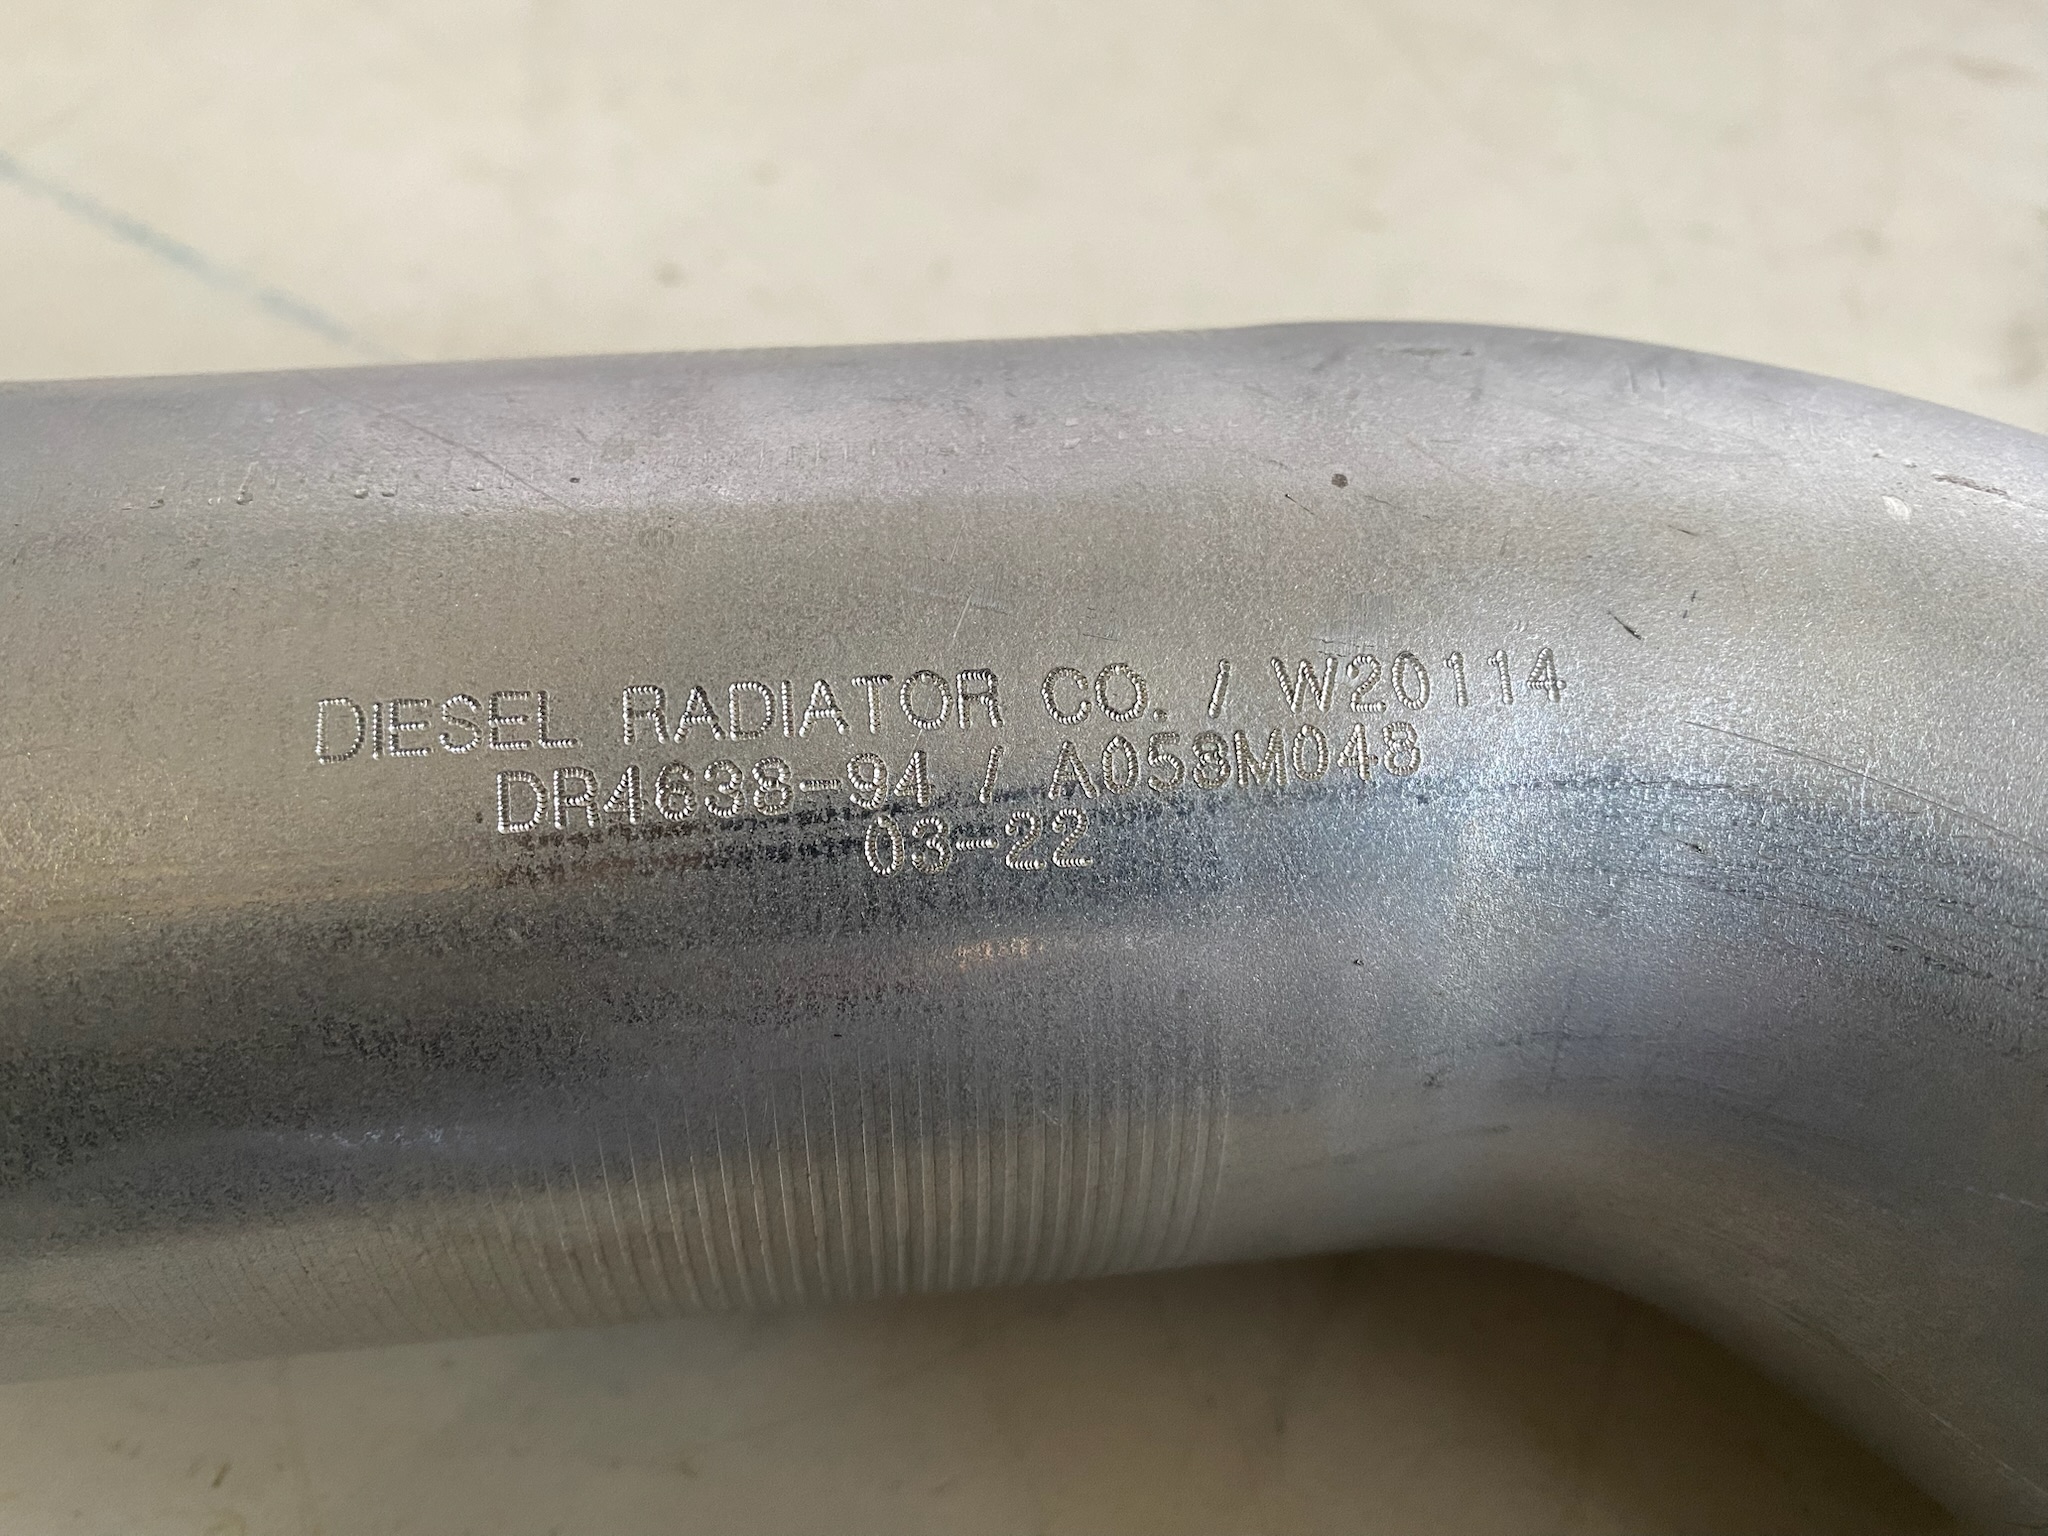 DIESEL RADIATOR CO. / W20114
DR4638-94 / A058M048
03-22